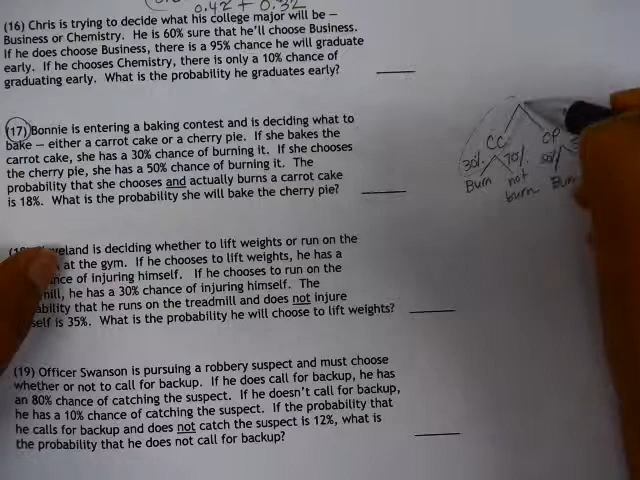 0.42 + 0.32
(16) Chris is trying to decide what his college major will be –
Business or Chemistry. He is 60% sure that he'll choose Business.
If he does choose Business, there is a 95% chance he will graduate
early. If he chooses Chemistry, there is only a 10% chance of
graduating early. What is the probability he graduates early?
(17) Bonnie is entering a baking contest and is deciding what to
bake – either a carrot cake or a cherry pie. If she bakes the
carrot cake, she has a 30% chance of burning it. If she chooses
the cherry pie, she has a 50% chance of burning it. The
probability that she chooses and actually burns a carrot cake
is 18%. What is the probability she will bake the cherry pie?
CC CP
30% 70%
Burn not Burn
burn
eland is deciding whether to lift weights or run on the
at the gym. If he chooses to lift weights, he has a
nce of injuring himself. If he chooses to run on the
mill, he has a 30% chance of injuring himself. The
ability that he runs on the treadmill and does not injure
self is 35%. What is the probability he will choose to lift weights?
(19) Officer Swanson is pursuing a robbery suspect and must choose
whether or not to call for backup. If he does call for backup, he has
an 80% chance of catching the suspect. If he doesn't call for backup,
he has a 10% chance of catching the suspect. If the probability that
he calls for backup and does not catch the suspect is 12%, what is
the probability that he does not call for backup?